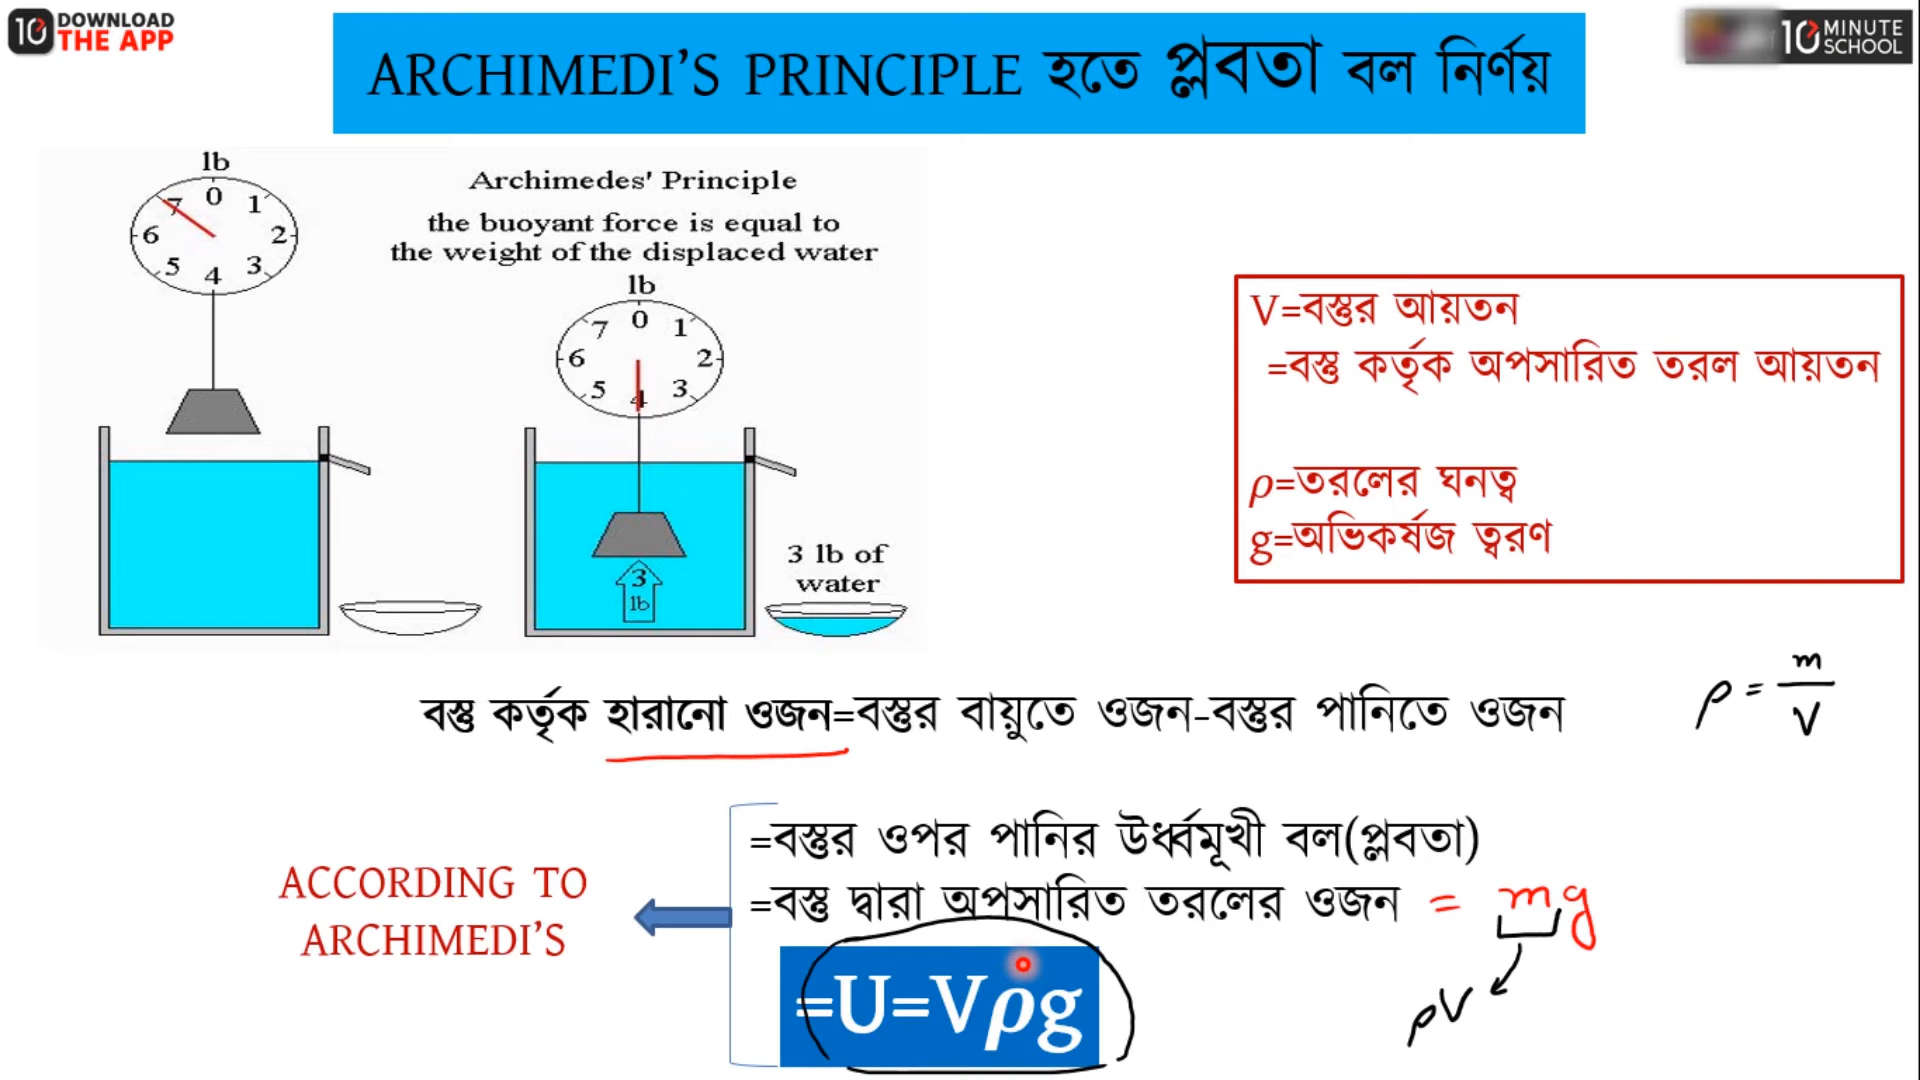 10 DOWNLOAD
THE APP
ARCHIMEDI’S PRINCIPLE হতে প্লবতা বল নির্ণয়
10 MINUTE
SCHOOL
lb
0
1
2
3
4
5
6
7
Archimedes' Principle
the buoyant force is equal to
the weight of the displaced water
lb
0
1
2
3
4
5
6
7
3
lb
3 lb of
water
V=বস্তুর আয়তন
=বস্তু কর্তৃক অপসারিত তরল আয়তন
ρ=তরলের ঘনত্ব
g=অভিকর্ষজ ত্বরণ
বস্তু কর্তৃক হারানো ওজন=বস্তুর বায়ুতে ওজন-বস্তুর পানিতে ওজন
ρ = m/V
=বস্তুর ওপর পানির উর্ধ্বমূখী বল(প্লবতা)
=বস্তু দ্বারা অপসারিত তরলের ওজন = mg
ρV
ACCORDING TO
ARCHIMEDI’S
=U=Vρg